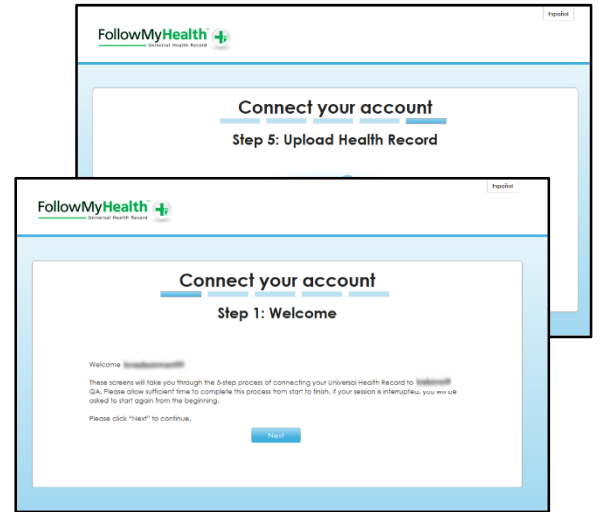 Español
FollowMyHealth
Universal Health Record
Connect your account
Step 5: Upload Health Record
Español
FollowMyHealth
Universal Health Record
Connect your account
Step 1: Welcome
Welcome
These screens will take you through the 5-step process of connecting your Universal Health Record to
QA. Please allow sufficient time to complete this process from start to finish. If your session is interrupted, you will be
asked to start again from the beginning.
Please click "Next" to continue.
Next